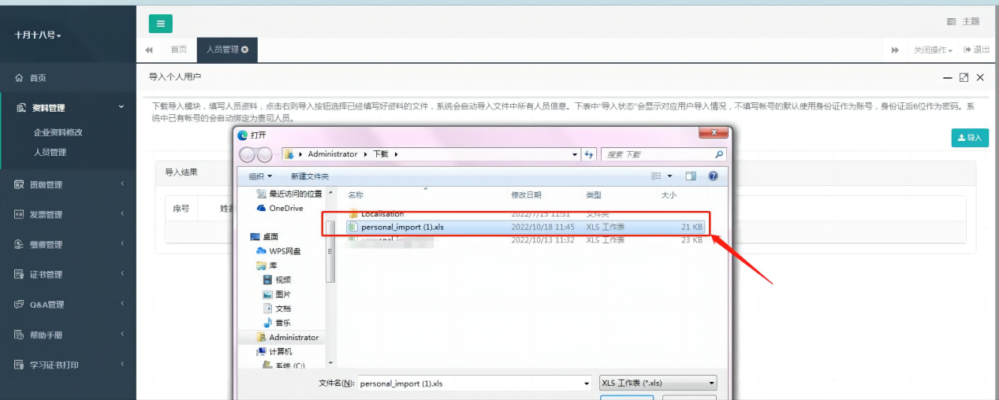 十月十八号
主题
首页
人员管理
关闭操作
退出
首页
资料管理
企业资料修改
人员管理
班级管理
发票管理
缴费管理
证书管理
Q&A管理
帮助手册
学习证书打印
导入个人用户
下载导入模块，填写人员资料，点击右则导入按钮选择已经填写好资料的文件，系统会自动导入文件中所有人员信息。下表中“导入状态”会显示对应用户导入情况，不填写帐号的默认使用身份证作为账号，身份证后6位作为密码。系
统中已有帐号的会自动绑定为贵司人员。
导入
导入结果
序号
打开
Administrator 下载
搜索 下载
组织 新建文件夹
最近访问的位置
OneDrive
桌面
WPS网盘
库
视频
图片
文档
音乐
Administrator
计算机
系统 (C:)
名称 修改日期 类型 大小
Localisation 2022/7/15 11:51 文件夹
personal_import (1).xls 2022/10/18 11:45 XLS 工作表 21 KB
2022/10/13 11:32 XLS 工作表 23 KB
文件名(N): personal_import (1).xls XLS 工作表 (*.xls)